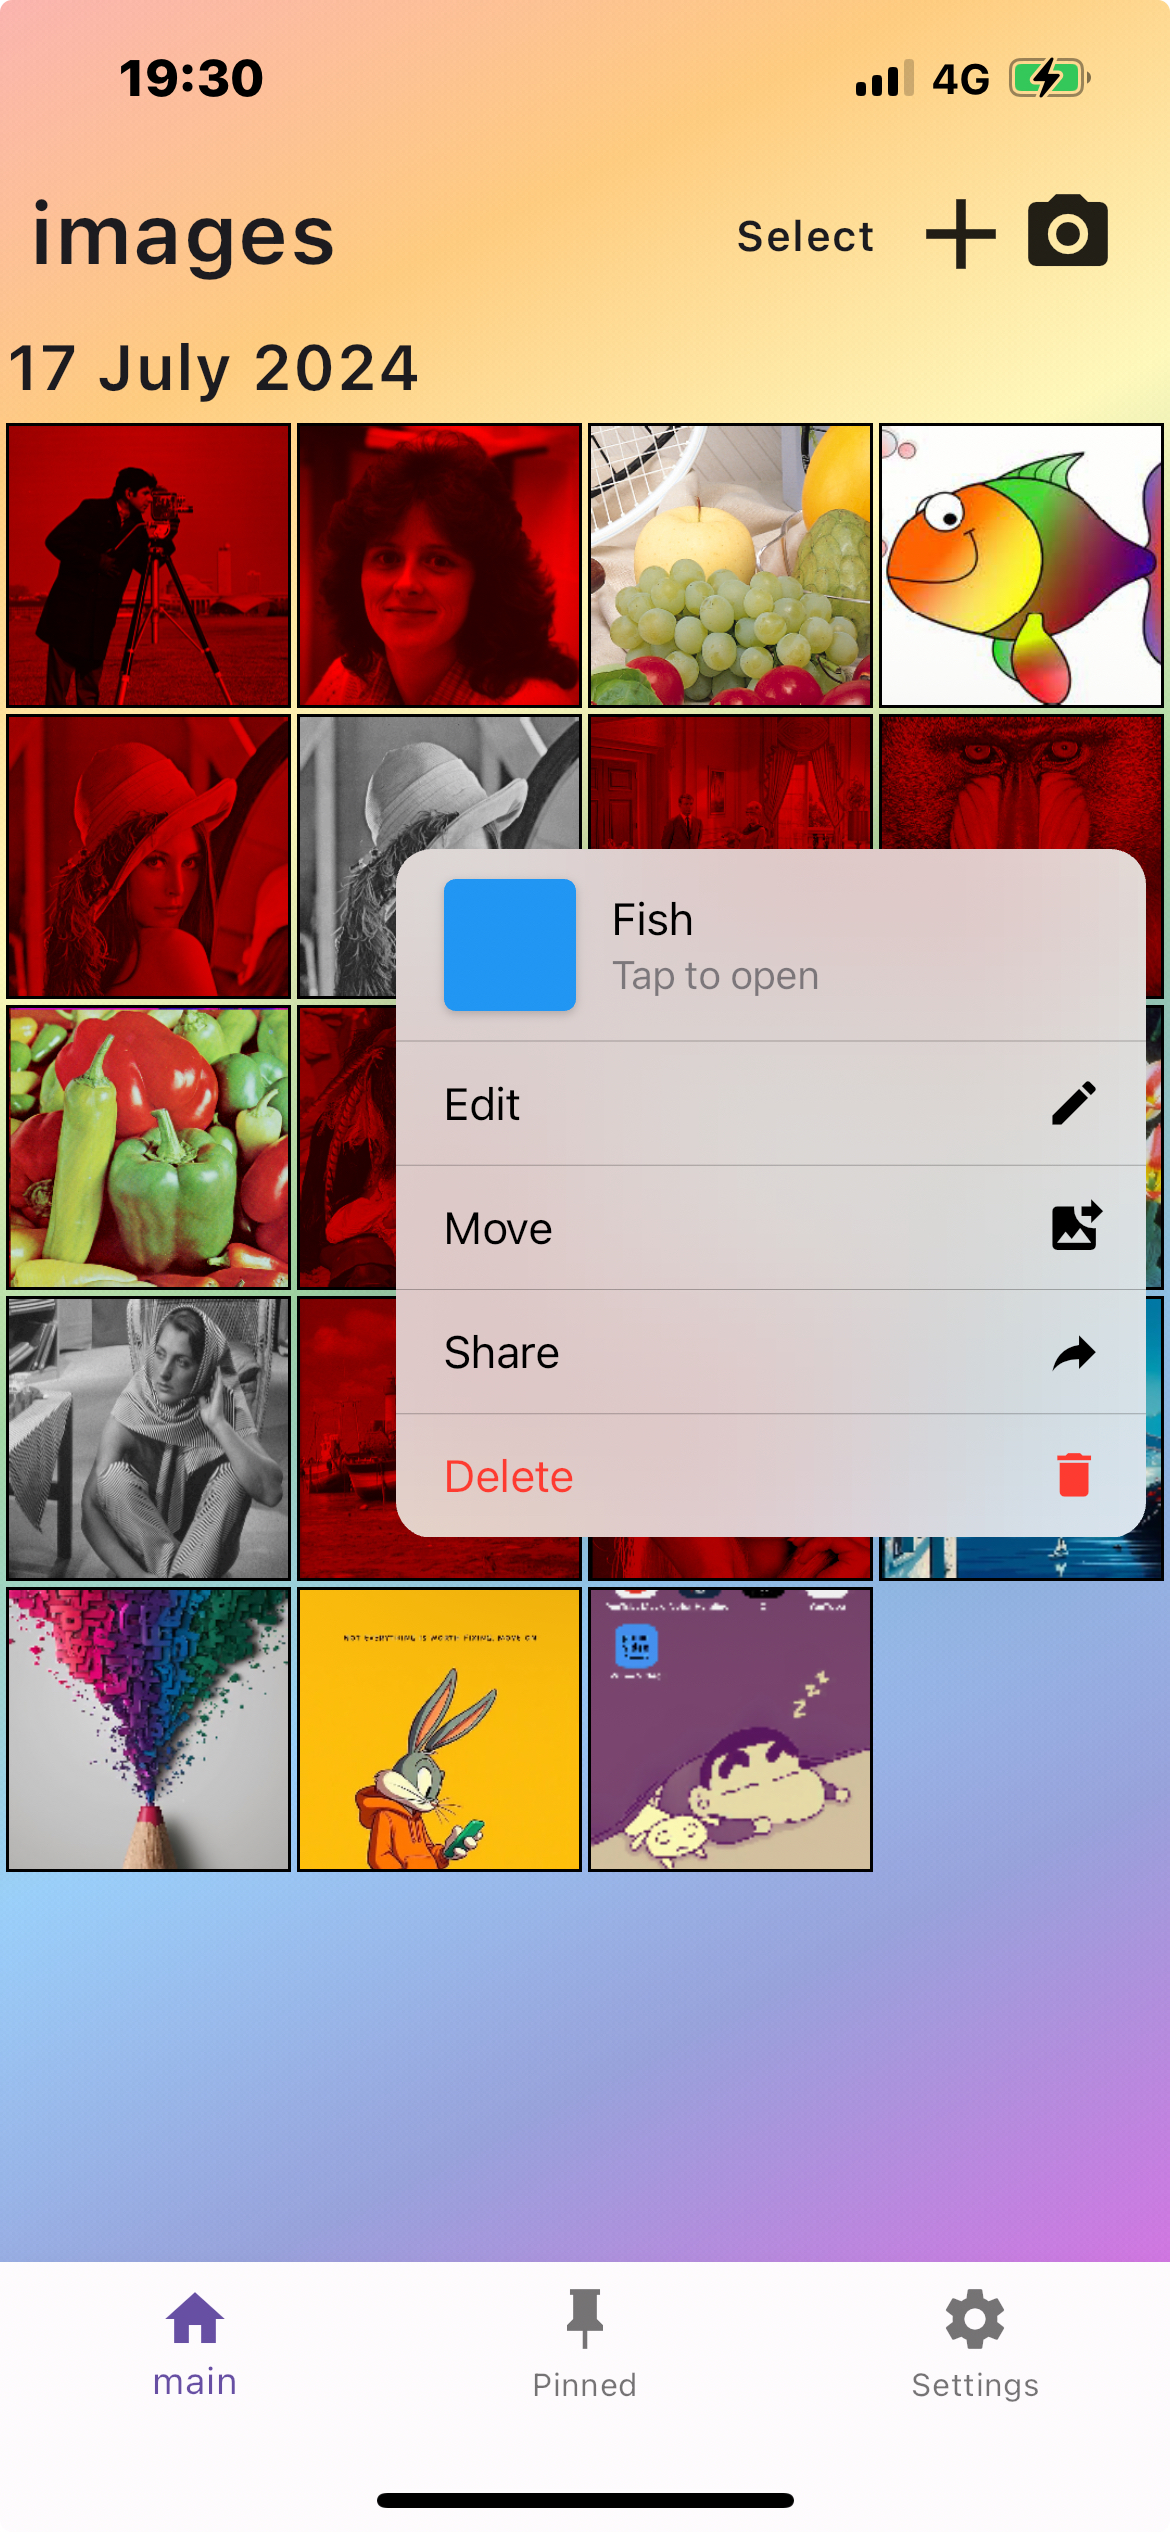 19:30
4G
images
Select
17 July 2024
Fish
Tap to open
Edit
Move
Share
Delete
NOT EVERYTHING IS WORTH FIXING, MOVE ON
main
Pinned
Settings